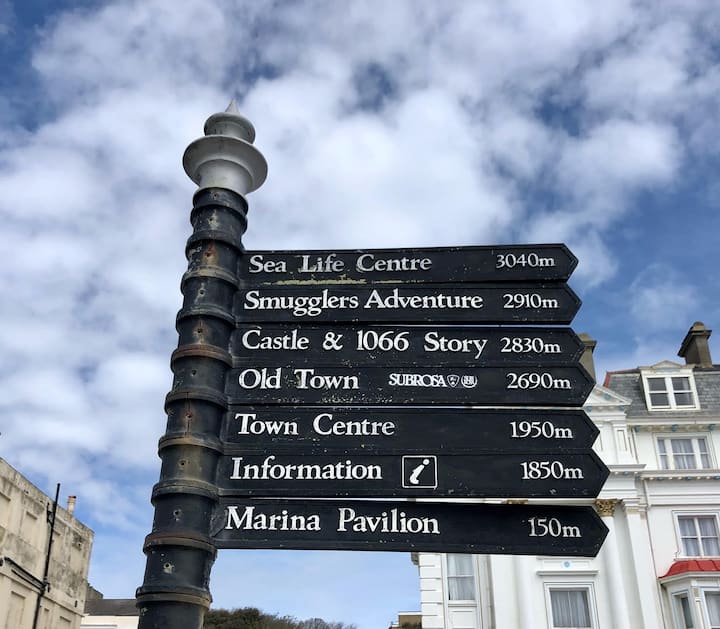 Sea Life Centre 3040m
Smugglers Adventure 2910m
Castle & 1066 Story 2830m
Old Town SUBROSA 2690m
Town Centre 1950m
Information i 1850m
Marina Pavilion 150m